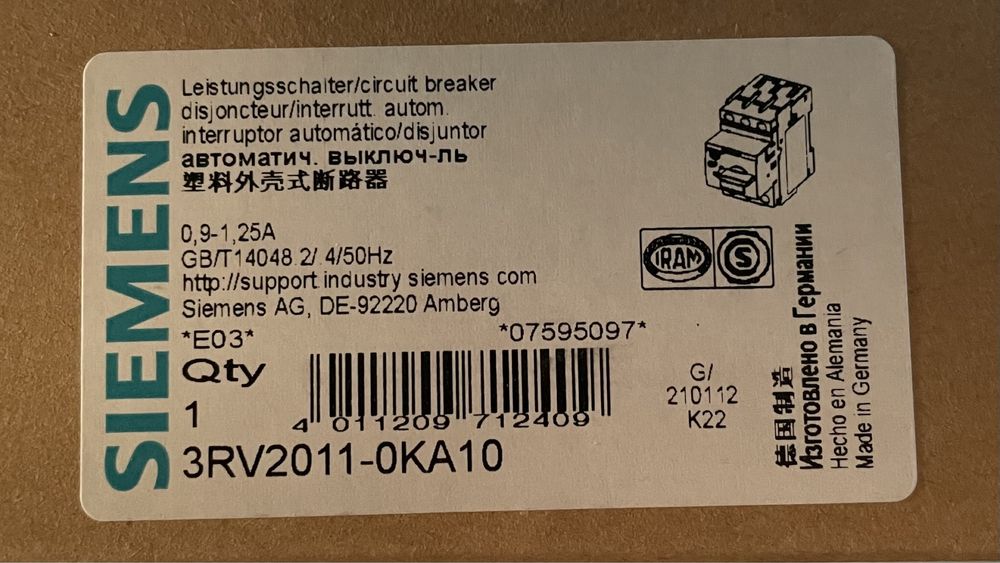 SIEMENS
Leistungsschalter/circuit breaker
disjoncteur/interrutt. autom.
interruptor automático/disjuntor
автоматич. выключ-ль
塑料外壳式断路器
0,9-1,25A
GB/T14048.2/.4/50Hz
http://support.industry.siemens.com
Siemens AG, DE-92220 Amberg
*E03* *07595097*
Qty
1
4 011209 712409
3RV2011-0KA10
IRAM S
G/
210112
K22
德国制造
Изготовлено в Германии
Hecho en Alemania
Made in Germany